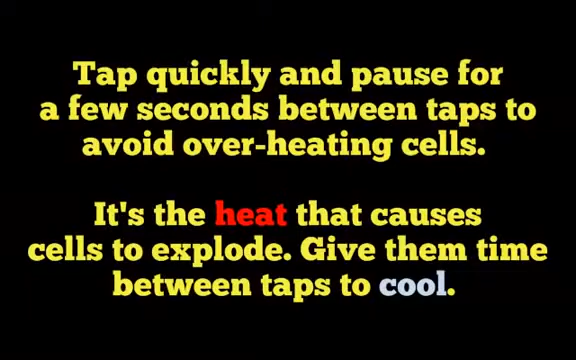 Tap quickly and pause for
a few seconds between taps to
avoid over-heating cells.
It's the heat that causes
cells to explode. Give them time
between taps to cool.